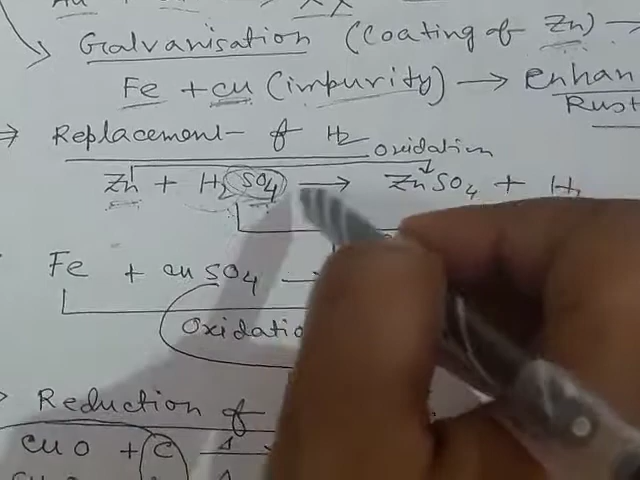 Galvanisation (Coating of Zn) →
Fe + Cu (impurity) → Enhan
Rust
⇒ Replacement of H2
oxidation
Zn + H2SO4 → ZnSO4 + H
Fe + CuSO4 —
Oxidatio
Reduction of
CuO + C